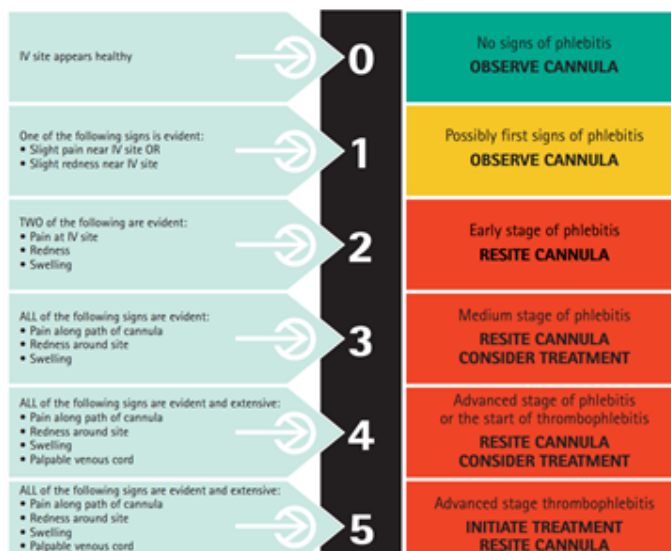 IV site appears healthy
0
No signs of phlebitis
OBSERVE CANNULA
One of the following signs is evident:
• Slight pain near IV site OR
• Slight redness near IV site
1
Possibly first signs of phlebitis
OBSERVE CANNULA
TWO of the following are evident:
• Pain at IV site
• Redness
• Swelling
2
Early stage of phlebitis
RESITE CANNULA
ALL of the following signs are evident:
• Pain along path of cannula
• Redness around site
• Swelling
3
Medium stage of phlebitis
RESITE CANNULA
CONSIDER TREATMENT
ALL of the following signs are evident and extensive:
• Pain along path of cannula
• Redness around site
• Swelling
• Palpable venous cord
4
Advanced stage of phlebitis
or the start of thrombophlebitis
RESITE CANNULA
CONSIDER TREATMENT
ALL of the following signs are evident and extensive:
• Pain along path of cannula
• Redness around site
• Swelling
• Palpable venous cord
5
Advanced stage thrombophlebitis
INITIATE TREATMENT
RESITE CANNULA